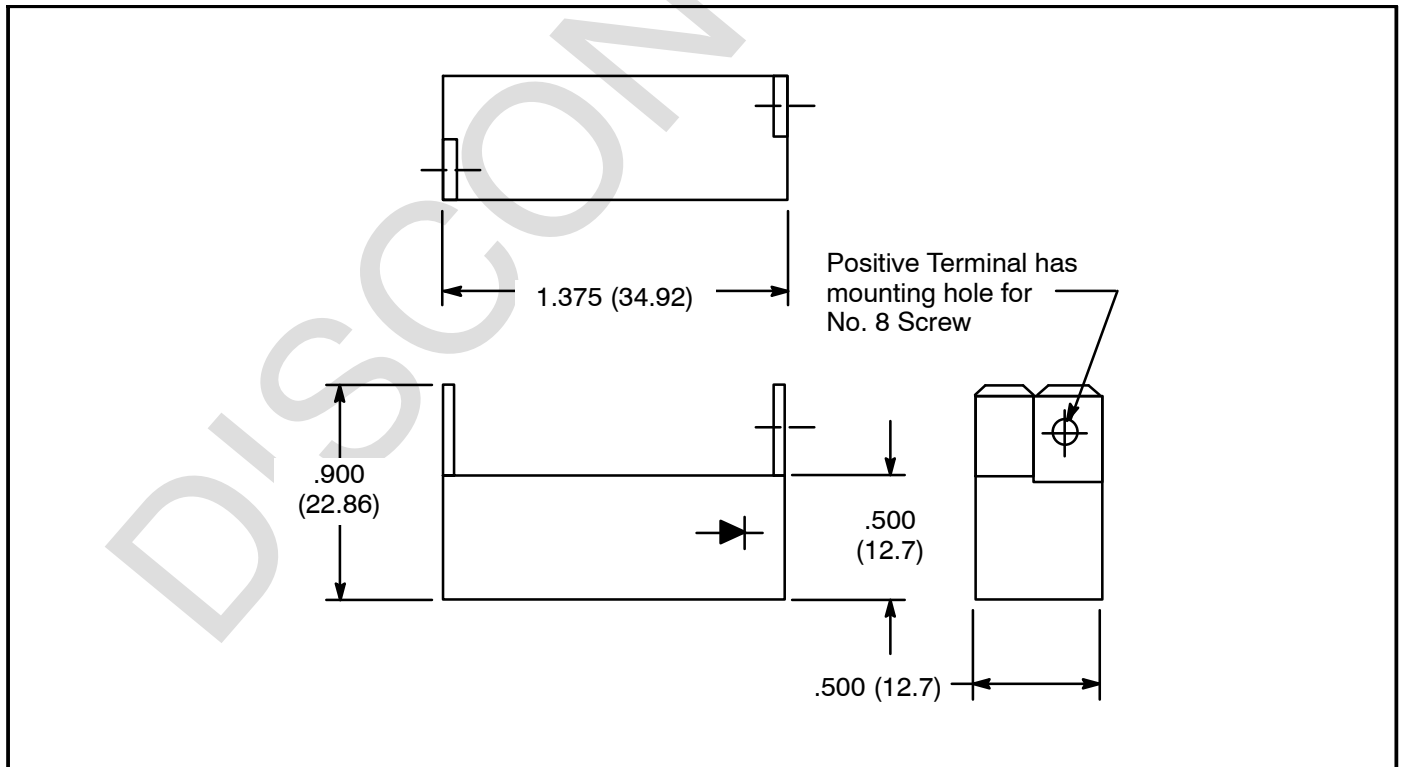 DISCON
1.375 (34.92)
Positive Terminal has
mounting hole for
No. 8 Screw
.900
(22.86)
.500
(12.7)
.500 (12.7)